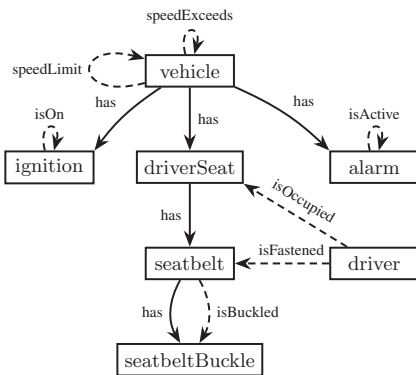 speedExceeds
speedLimit
vehicle
has
has
has
isOn
isActive
ignition
driverSeat
alarm
has
isOccupied
isFastened
seatbelt
driver
has
isBuckled
seatbeltBuckle